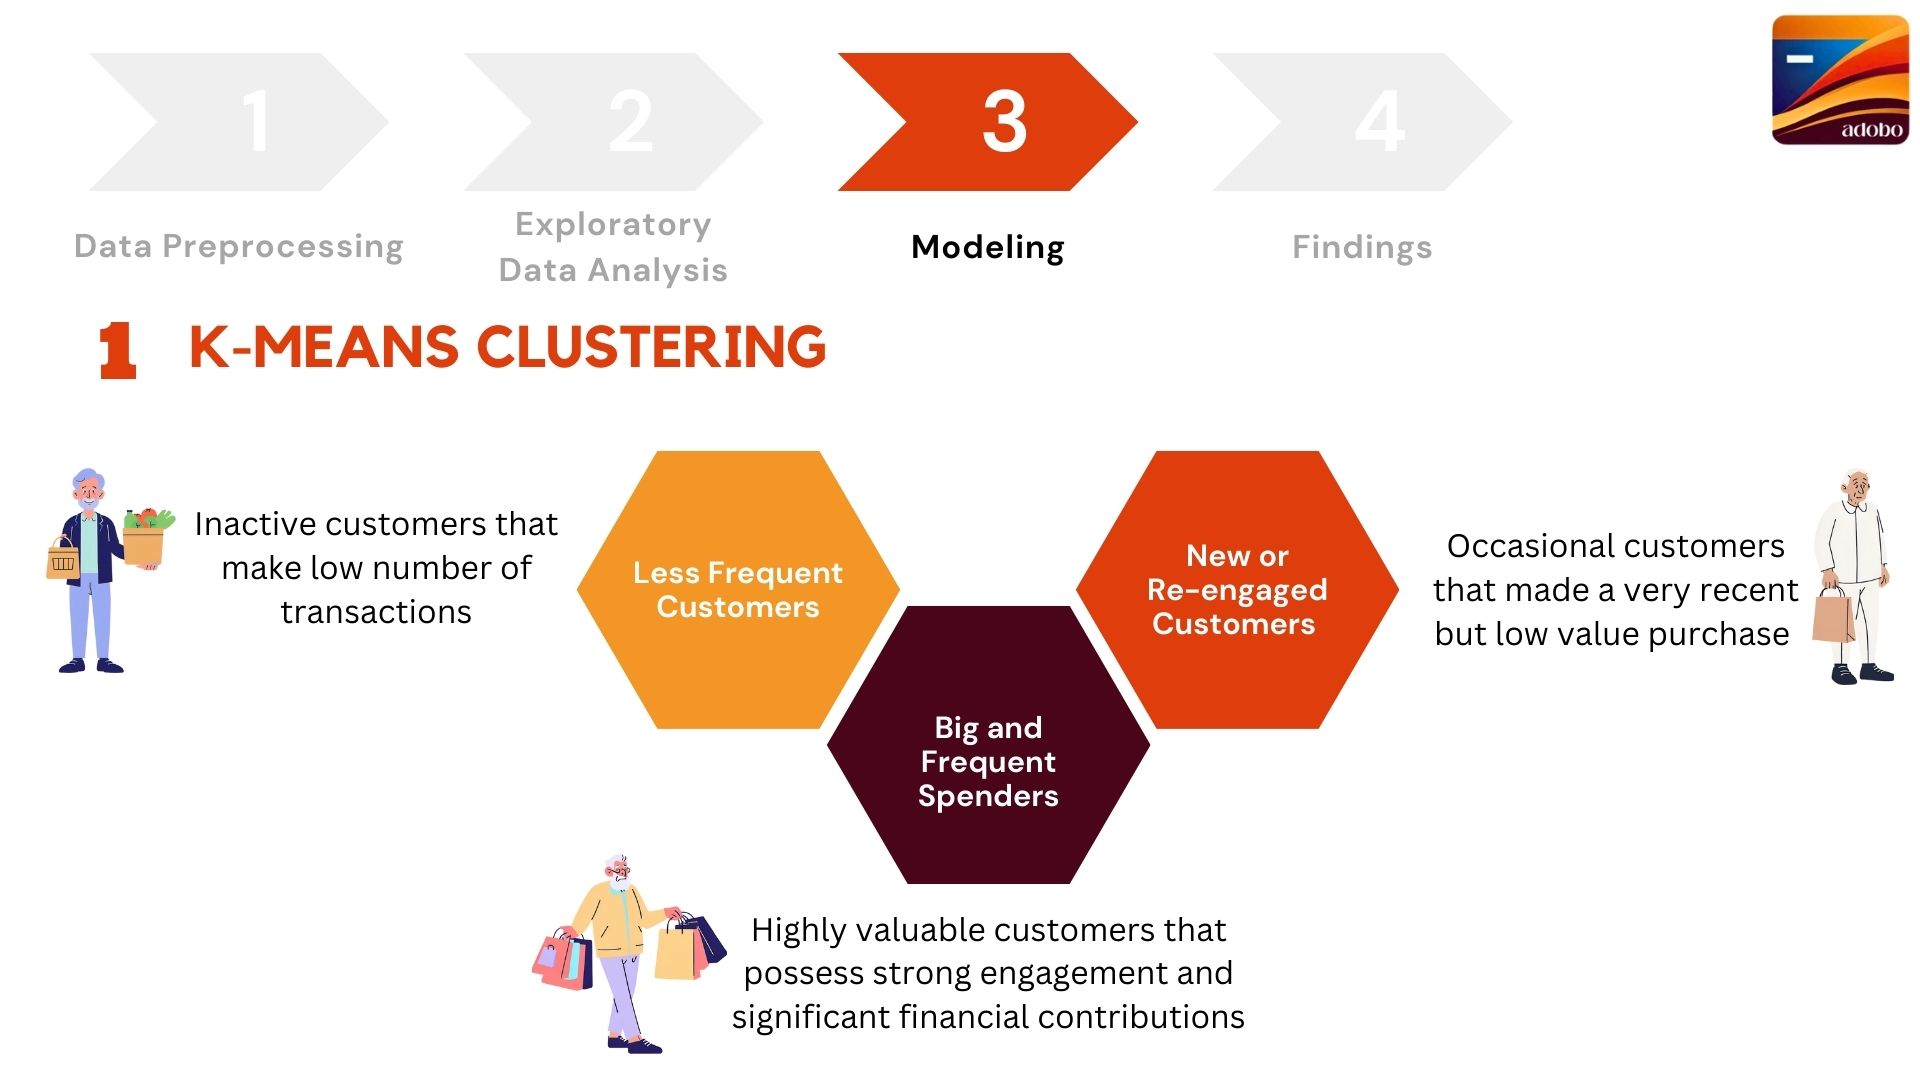 1
2
3
4
adobo
Data Preprocessing
Exploratory
Data Analysis
Modeling
Findings
1 K-MEANS CLUSTERING
Inactive customers that
make low number of
transactions
Less Frequent
Customers
Big and
Frequent
Spenders
New or
Re-engaged
Customers
Occasional customers
that made a very recent
but low value purchase
Highly valuable customers that
possess strong engagement and
significant financial contributions